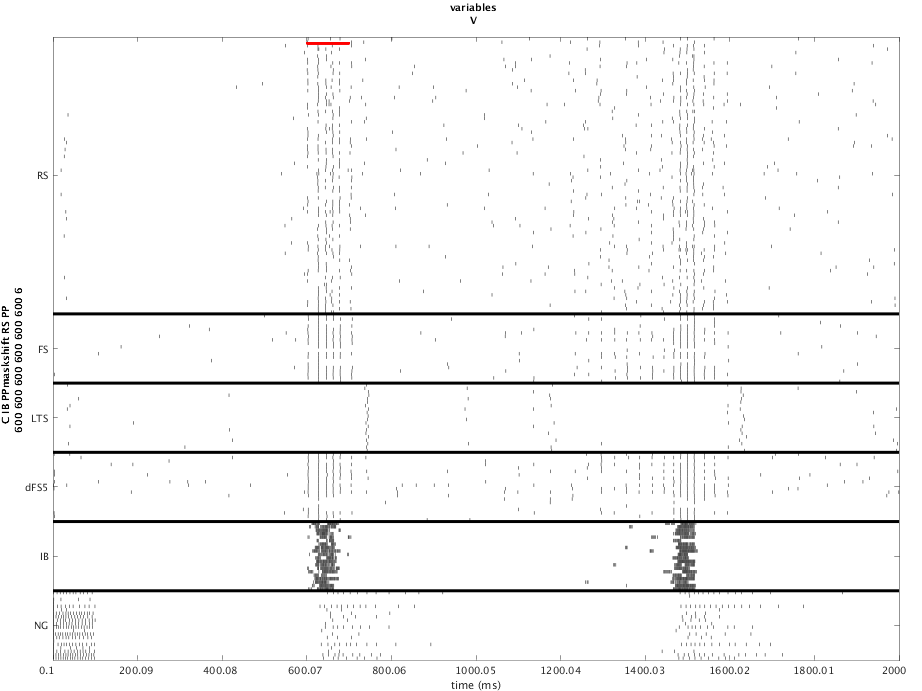 variables
V
C IB PPmaskshift RS PP
600 600 600 600 600 600 6
RS
FS
LTS
dFS5
IB
NG
0.1 200.09 400.08 600.07 800.06 1000.05 1200.04 1400.03 1600.02 1800.01 2000
time (ms)